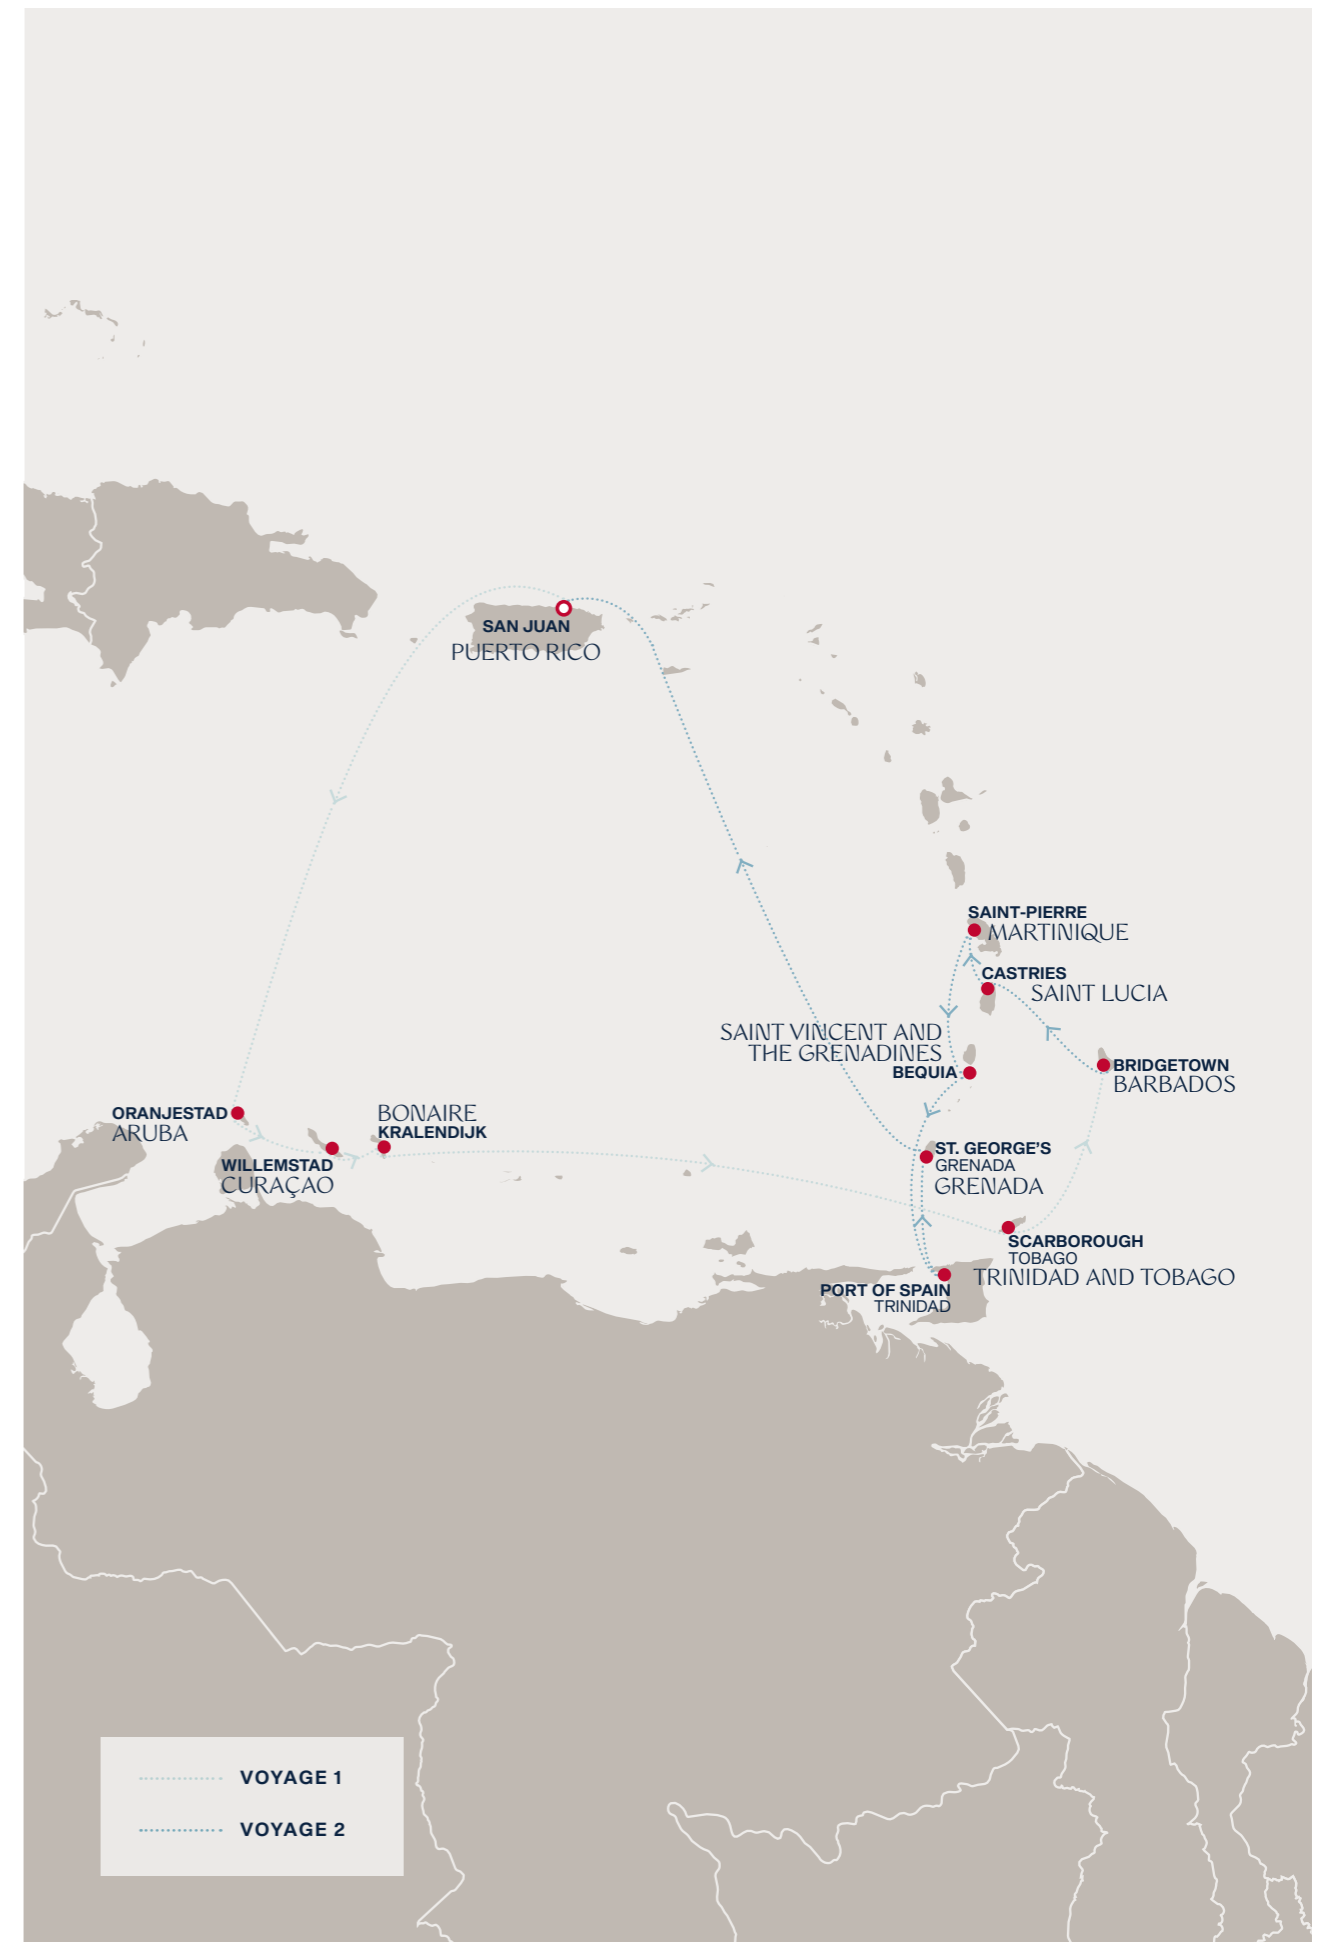 SAN JUAN
PUERTO RICO
SAINT-PIERRE
MARTINIQUE
CASTRIES
SAINT LUCIA
SAINT VINCENT AND
THE GRENADINES
BEQUIA
BRIDGETOWN
BARBADOS
ORANJESTAD
ARUBA
BONAIRE
KRALENDIJK
WILLEMSTAD
CURAÇAO
ST. GEORGE'S
GRENADA
GRENADA
SCARBOROUGH
TOBAGO
TRINIDAD AND TOBAGO
PORT OF SPAIN
TRINIDAD
VOYAGE 1
VOYAGE 2